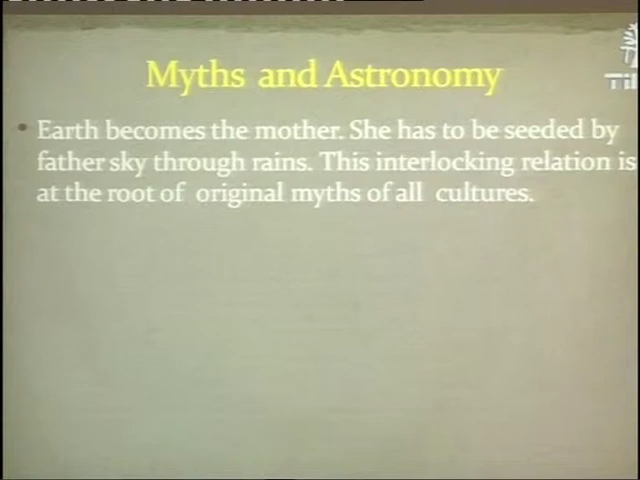 Myths and Astronomy
• Earth becomes the mother. She has to be seeded by
father sky through rains. This interlocking relation is
at the root of original myths of all cultures.